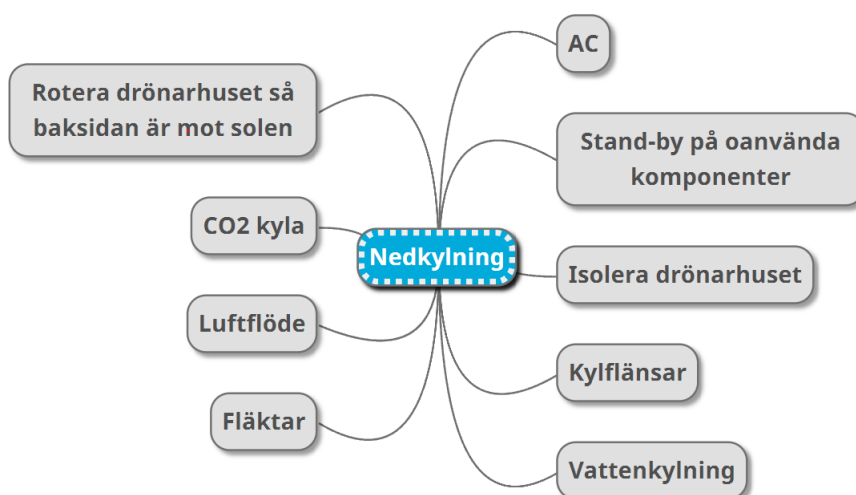 AC
Rotera drönarhuset så
baksidan är mot solen
Stand-by på oanvända
komponenter
CO2 kyla
Nedkylning
Isolera drönarhuset
Luftflöde
Kylflänsar
Fläktar
Vattenkylning